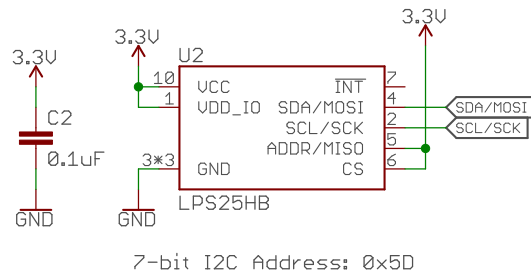 3.3V
3.3V
3.3V
U2
10 VCC
INT 7
1 VDD_IO
SDA/MOSI 4
SDA/MOSI
SCL/SCK 2
SCL/SCK
ADDR/MISO 5
3*3 GND
CS 6
C2
0.1uF
LPS25HB
GND
GND
7-bit I2C Address: 0x5D